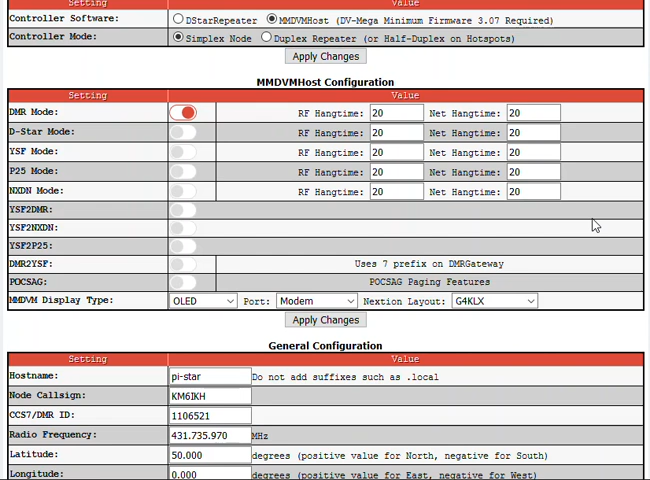 Setting Value
Controller Software: DStarRepeater MMDVMHost (DV-Mega Minimum Firmware 3.07 Required)
Controller Mode: Simplex Node Duplex Repeater (or Half-Duplex on Hotspots)
Apply Changes
MMDVMHost Configuration
Setting Value
DMR Mode: RF Hangtime: 20 Net Hangtime: 20
D-Star Mode: RF Hangtime: 20 Net Hangtime: 20
YSF Mode: RF Hangtime: 20 Net Hangtime: 20
P25 Mode: RF Hangtime: 20 Net Hangtime: 20
NXDN Mode: RF Hangtime: 20 Net Hangtime: 20
YSF2DMR:
YSF2NXDN:
YSF2P25:
DMR2YSF: Uses 7 prefix on DMRGateway
POCSAG: POCSAG Paging Features
MMDVM Display Type: OLED Port: Modem Nextion Layout: G4KLX
Apply Changes
General Configuration
Setting Value
Hostname: pi-star Do not add suffixes such as .local
Node Callsign: KM6IKH
CCS7/DMR ID: 1106521
Radio Frequency: 431.735.970 MHz
Latitude: 50.000 degrees (positive value for North, negative for South)
Longitude: 0.000 degrees (positive value for East, negative for West)